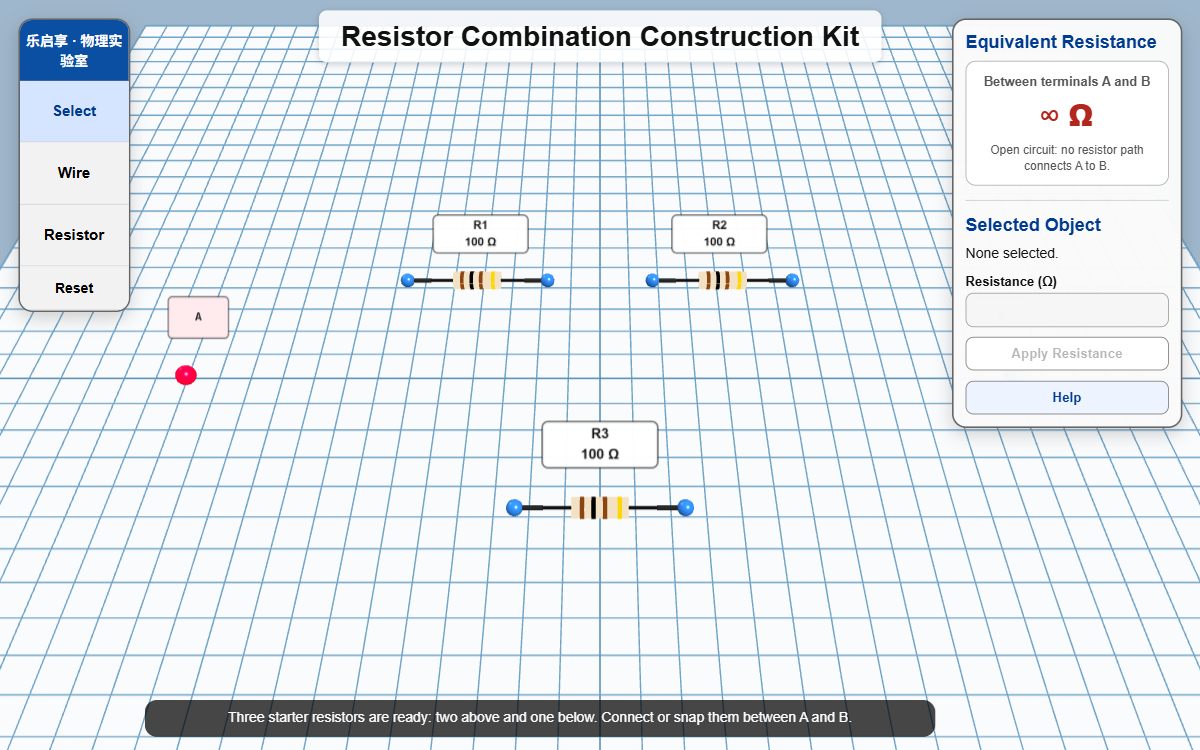 乐启享 · 物理实
验室
Select
Wire
Resistor
Reset
Resistor Combination Construction Kit
Equivalent Resistance
Between terminals A and B
∞ Ω
Open circuit: no resistor path
connects A to B.
Selected Object
None selected.
Resistance (Ω)
Apply Resistance
Help
R1
100 Ω
R2
100 Ω
A
R3
100 Ω
Three starter resistors are ready: two above and one below. Connect or snap them between A and B.